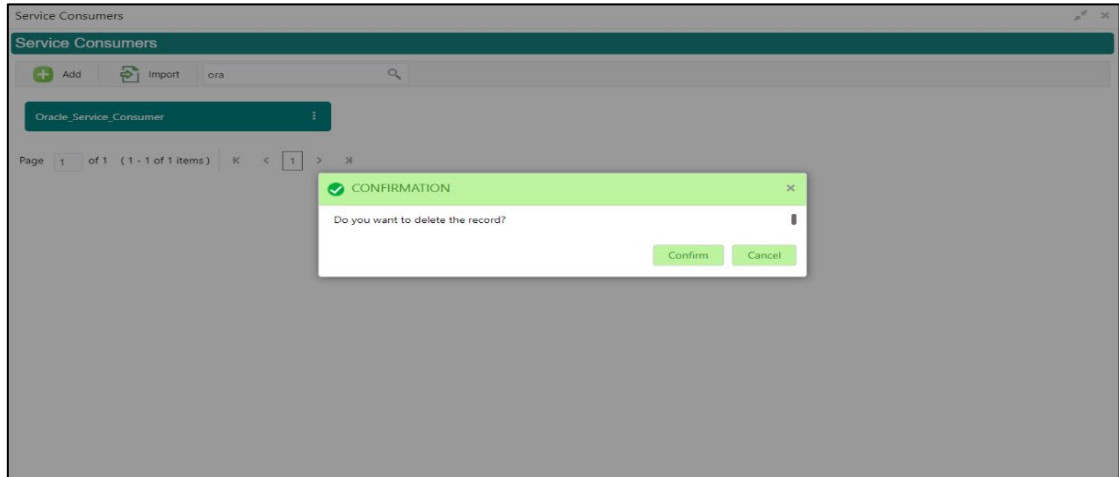 Service Consumers
Service Consumers
Add Import ora
Oracle_Service_Consumer
Page 1 of 1 ( 1 - 1 of 1 items ) 1
CONFIRMATION
Do you want to delete the record?
Confirm Cancel